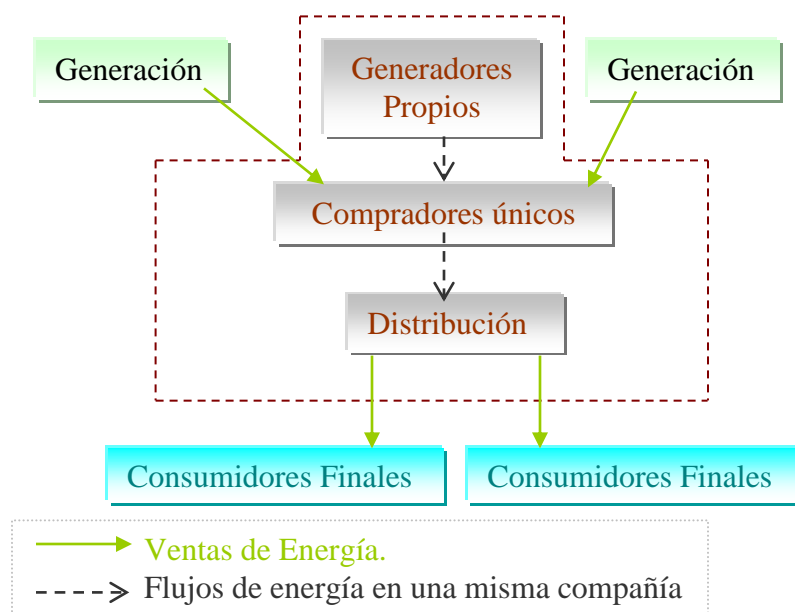 Generación
Generadores
Propios
Generación
Compradores únicos
Distribución
Consumidores Finales
Consumidores Finales
Ventas de Energía.
Flujos de energía en una misma compañía